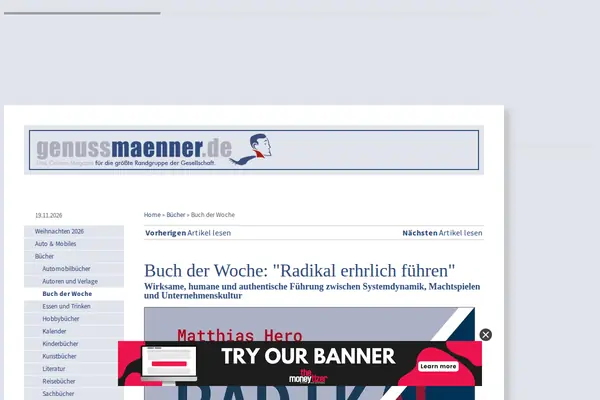 genussmaenner.de
für die größte Randgruppe der Gesellschaft.
19.11.2026
Weihnachten 2026
Auto & Mobiles
Bücher
Automobilbücher
Autoren und Verlage
Buch der Woche
Essen und Trinken
Hobbybücher
Kalender
Kinderbücher
Kunstbücher
Literatur
Reisebücher
Sachbücher
Home » Bücher » Buch der Woche
Vorherigen Artikel lesen
Nächsten Artikel lesen
Buch der Woche: "Radikal erhrlich führen"
Wirksame, humane und authentische Führung zwischen Systemdynamik, Machtspielen
und Unternehmenskultur
Matthias Hero
TRY OUR BANNER
the
moneytizer
Learn more
RADIKAL